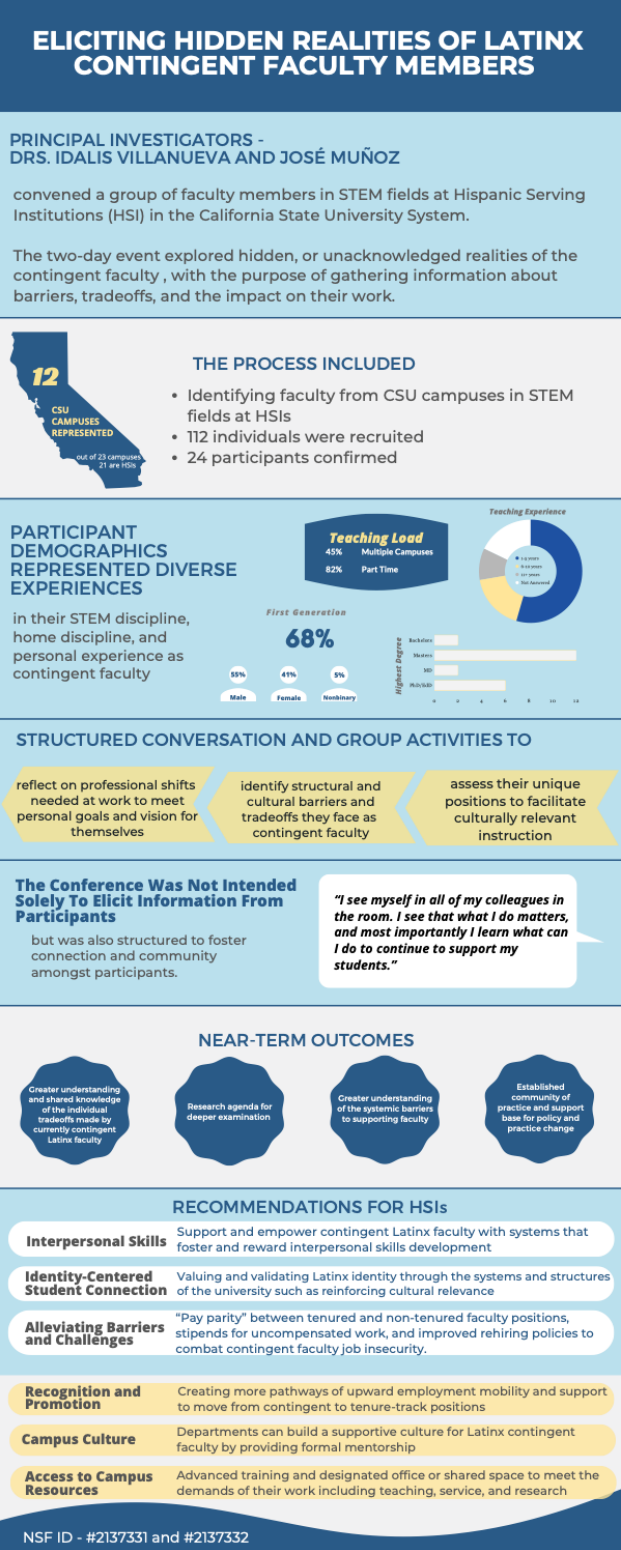 ELICITING HIDDEN REALITIES OF LATINX
CONTINGENT FACULTY MEMBERS
PRINCIPAL INVESTIGATORS -
DRS. IDALIS VILLANUEVA AND JOSÉ MUÑOZ
convened a group of faculty members in STEM fields at Hispanic Serving
Institutions (HSI) in the California State University System.
The two-day event explored hidden, or unacknowledged realities of the
contingent faculty , with the purpose of gathering information about
barriers, tradeoffs, and the impact on their work.
12
CSU
CAMPUSES
REPRESENTED
out of 23 campuses
21 are HSIs
THE PROCESS INCLUDED
• Identifying faculty from CSU campuses in STEM
fields at HSIs
• 112 individuals were recruited
• 24 participants confirmed
PARTICIPANT
DEMOGRAPHICS
REPRESENTED DIVERSE
EXPERIENCES
in their STEM discipline,
home discipline, and
personal experience as
contingent faculty
Teaching Load
45% Multiple Campuses
82% Part Time
First Generation
68%
55%
Male
41%
Female
5%
Nonbinary
Teaching Experience
Not Answered
Highest Degree
Bachelors
Masters
MD
PhD/EdD
0 2 4 6 8 10 12
STRUCTURED CONVERSATION AND GROUP ACTIVITIES TO
reflect on professional shifts
needed at work to meet
personal goals and vision for
themselves
identify structural and
cultural barriers and
tradeoffs they face as
contingent faculty
assess their unique
positions to facilitate
culturally relevant
instruction
The Conference Was Not Intended
Solely To Elicit Information From
Participants
but was also structured to foster
connection and community
amongst participants.
“I see myself in all of my colleagues in
the room. I see that what I do matters,
and most importantly I learn what can
I do to continue to support my
students.”
NEAR-TERM OUTCOMES
Greater understanding
and shared knowledge
of the individual
tradeoffs made by
currently contingent
Latinx faculty
Research agenda for
deeper examination
Greater understanding
of the systemic barriers
to supporting faculty
Established
community of
practice and support
base for policy and
practice change
RECOMMENDATIONS FOR HSIs
Interpersonal Skills
Support and empower contingent Latinx faculty with systems that
foster and reward interpersonal skills development
Identity-Centered
Student Connection
Valuing and validating Latinx identity through the systems and structures
of the university such as reinforcing cultural relevance
Alleviating Barriers
and Challenges
“Pay parity” between tenured and non-tenured faculty positions,
stipends for uncompensated work, and improved rehiring policies to
combat contingent faculty job insecurity.
Recognition and
Promotion
Creating more pathways of upward employment mobility and support
to move from contingent to tenure-track positions
Campus Culture
Departments can build a supportive culture for Latinx contingent
faculty by providing formal mentorship
Access to Campus
Resources
Advanced training and designated office or shared space to meet the
demands of their work including teaching, service, and research
NSF ID - #2137331 and #2137332